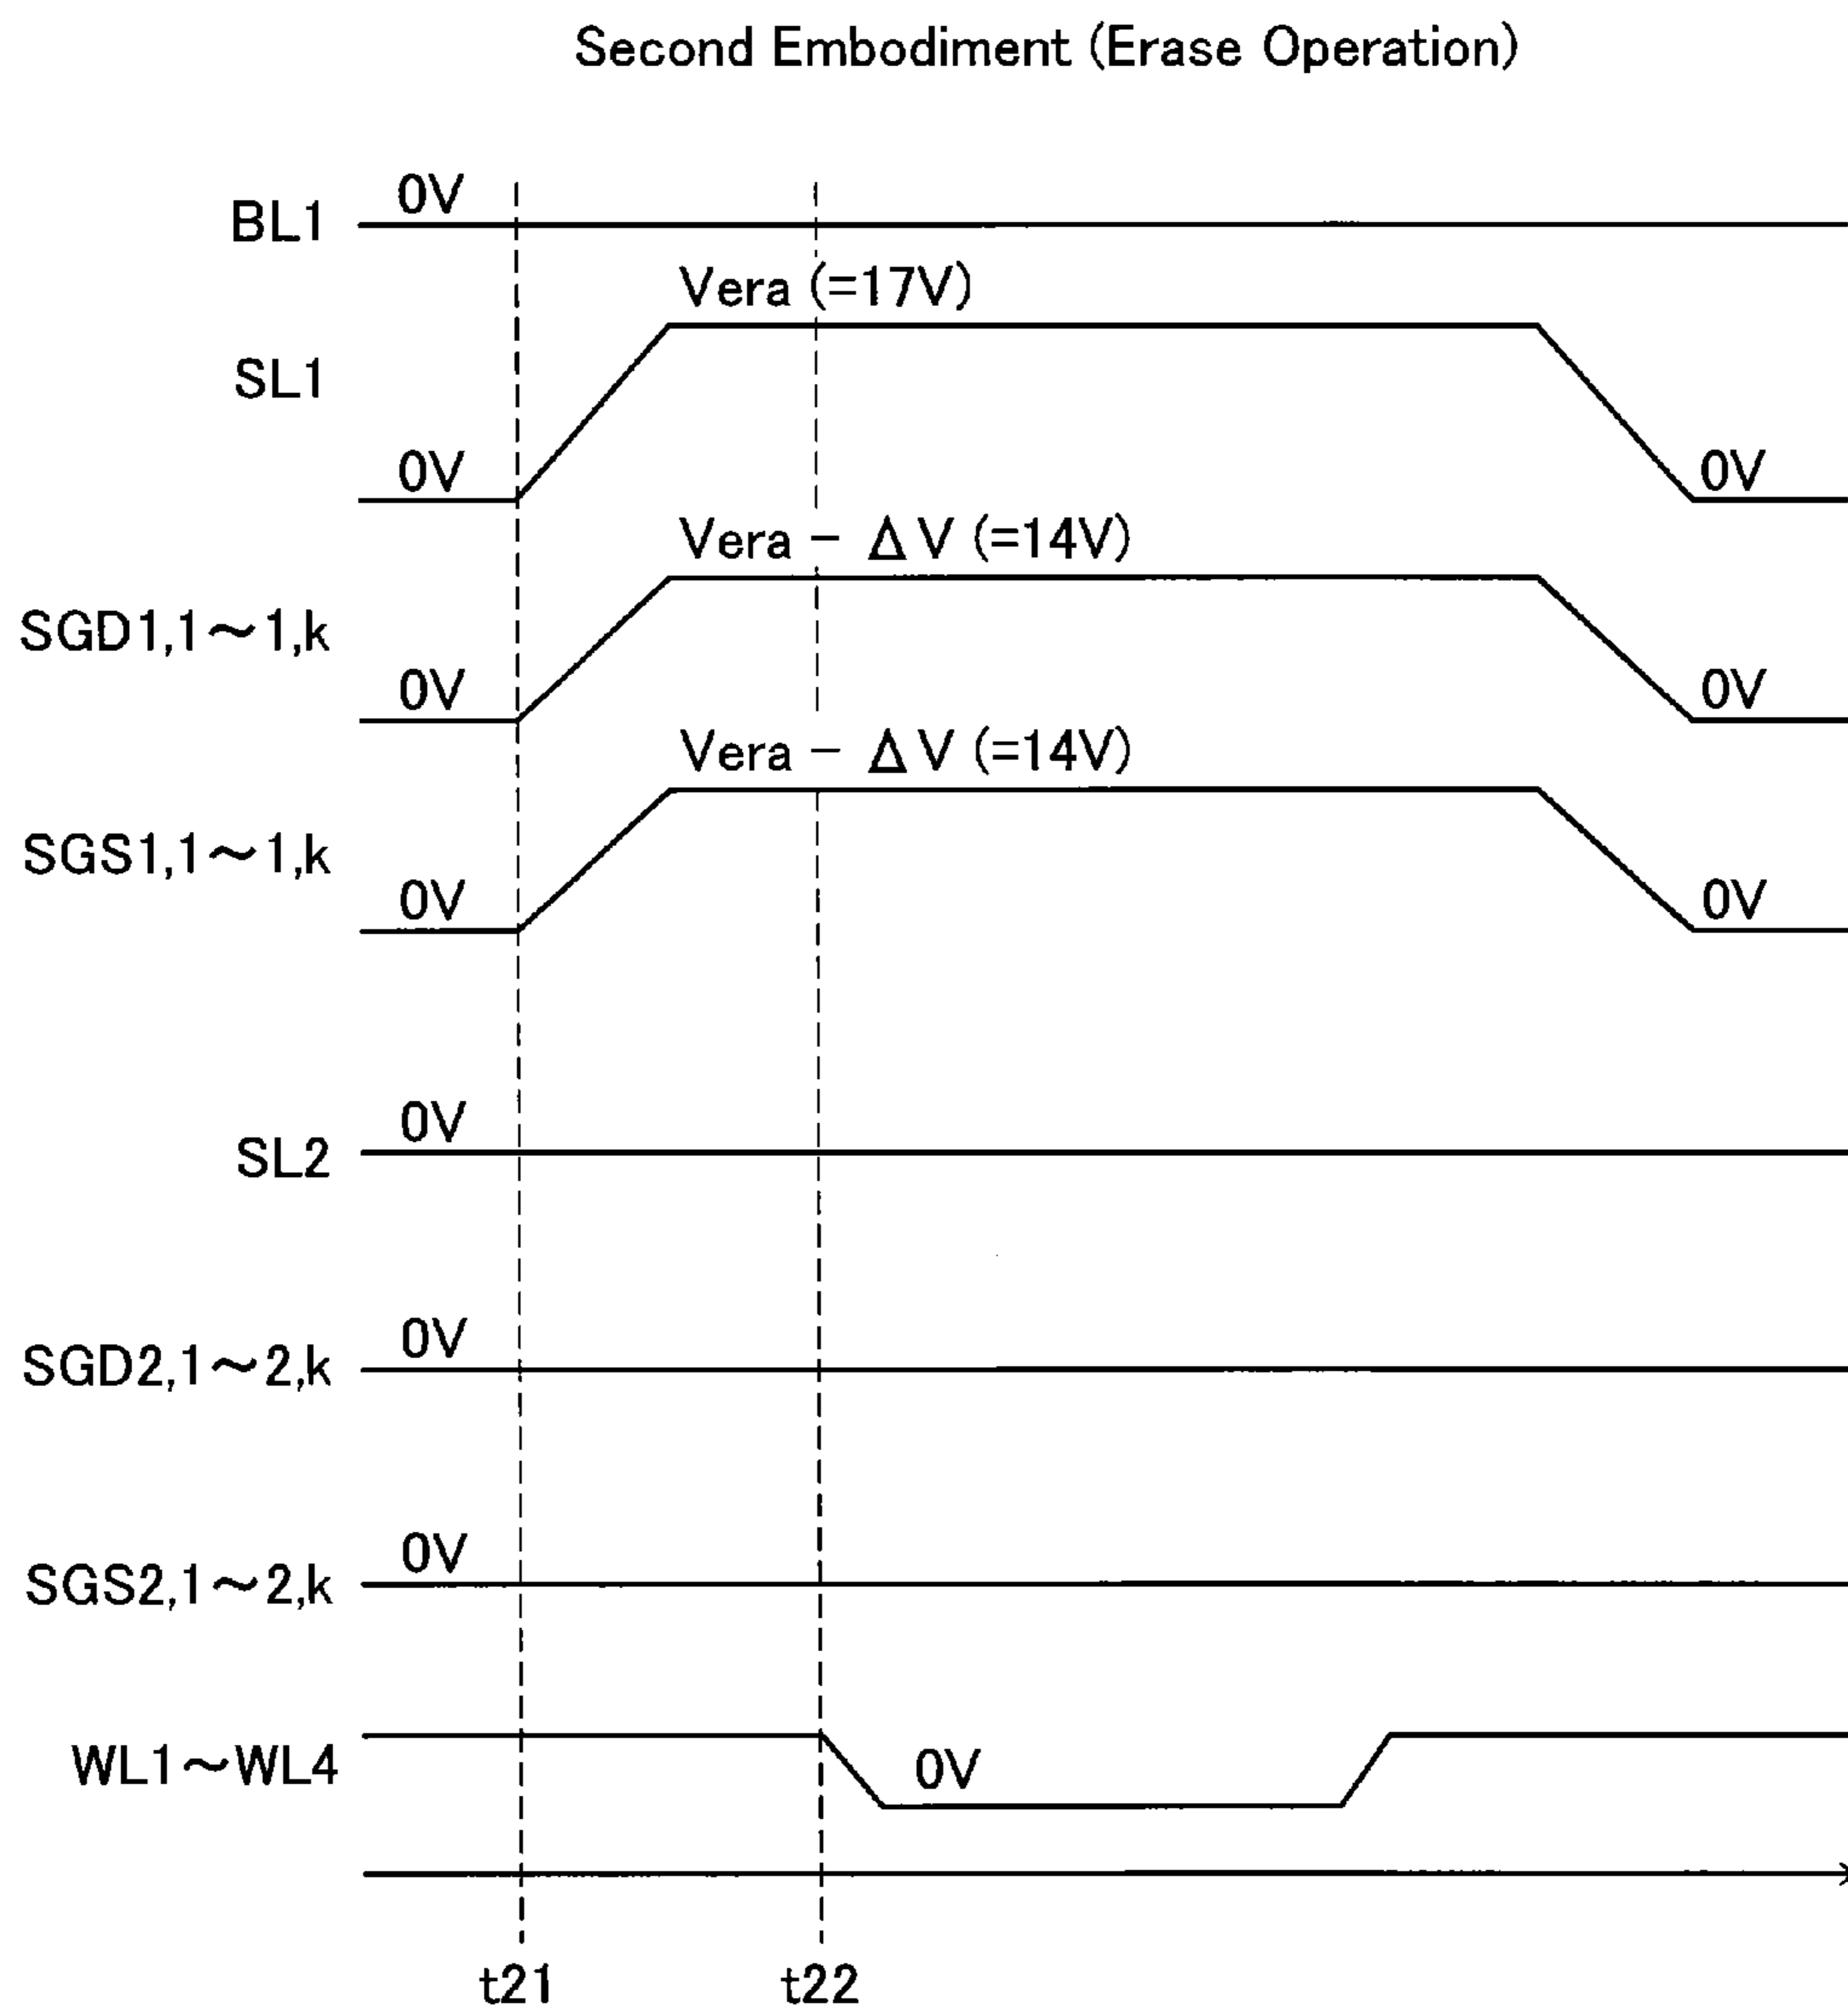 Second Embodiment (Erase Operation)
0V
BL1
Vera (=17V)
SL1
0V
0V
Vera − ΔV (=14V)
SGD1,1～1,k
0V
0V
Vera − ΔV (=14V)
SGS1,1～1,k
0V
0V
0V
SL2
0V
SGD2,1～2,k
0V
SGS2,1～2,k
WL1～WL4
0V
t21
t22